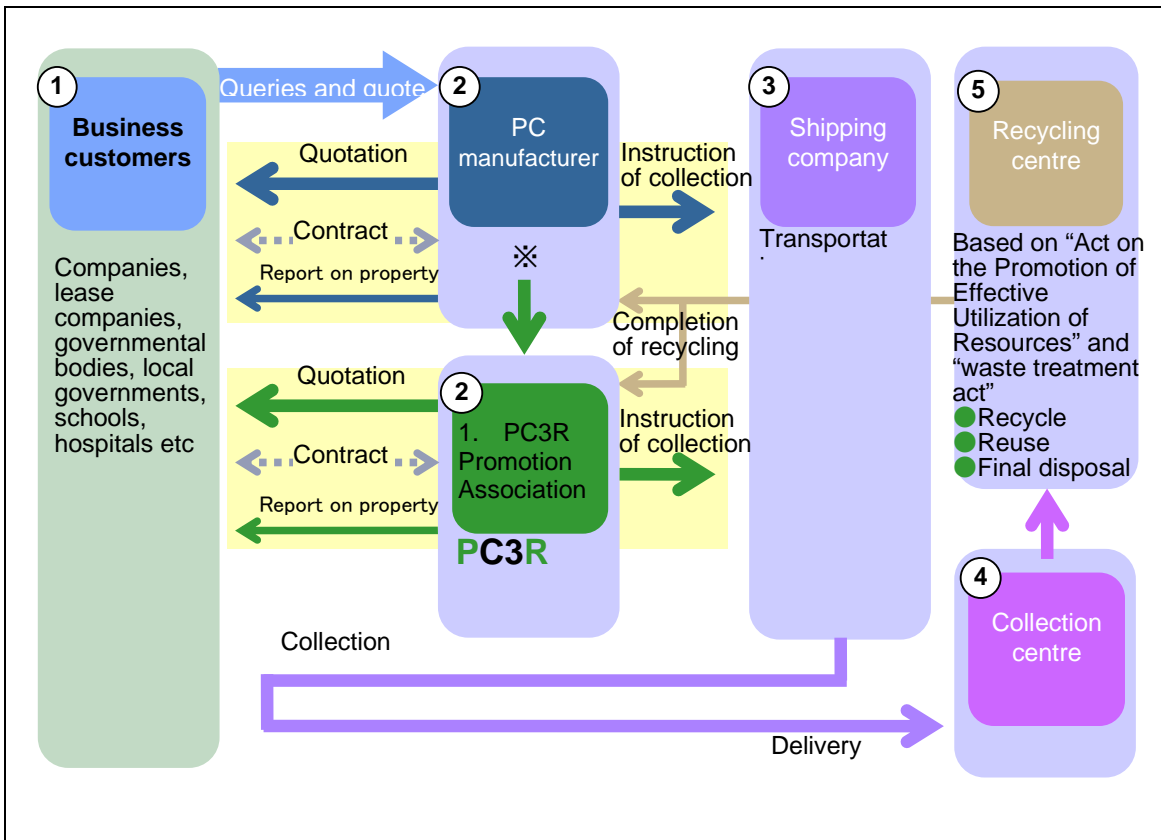 1
Business
customers
Companies,
lease
companies,
governmental
bodies, local
governments,
schools,
hospitals etc
Queries and quote
Quotation
Contract
Report on property
2
PC
manufacturer
※
Instruction
of collection
Completion
of recycling
Quotation
Contract
Report on property
2
1. PC3R
Promotion
Association
PC3R
Instruction
of collection
3
Shipping
company
Transportat
5
Recycling
centre
Based on “Act on
the Promotion of
Effective
Utilization of
Resources” and
“waste treatment
act”
●Recycle
●Reuse
●Final disposal
4
Collection
centre
Collection
Delivery